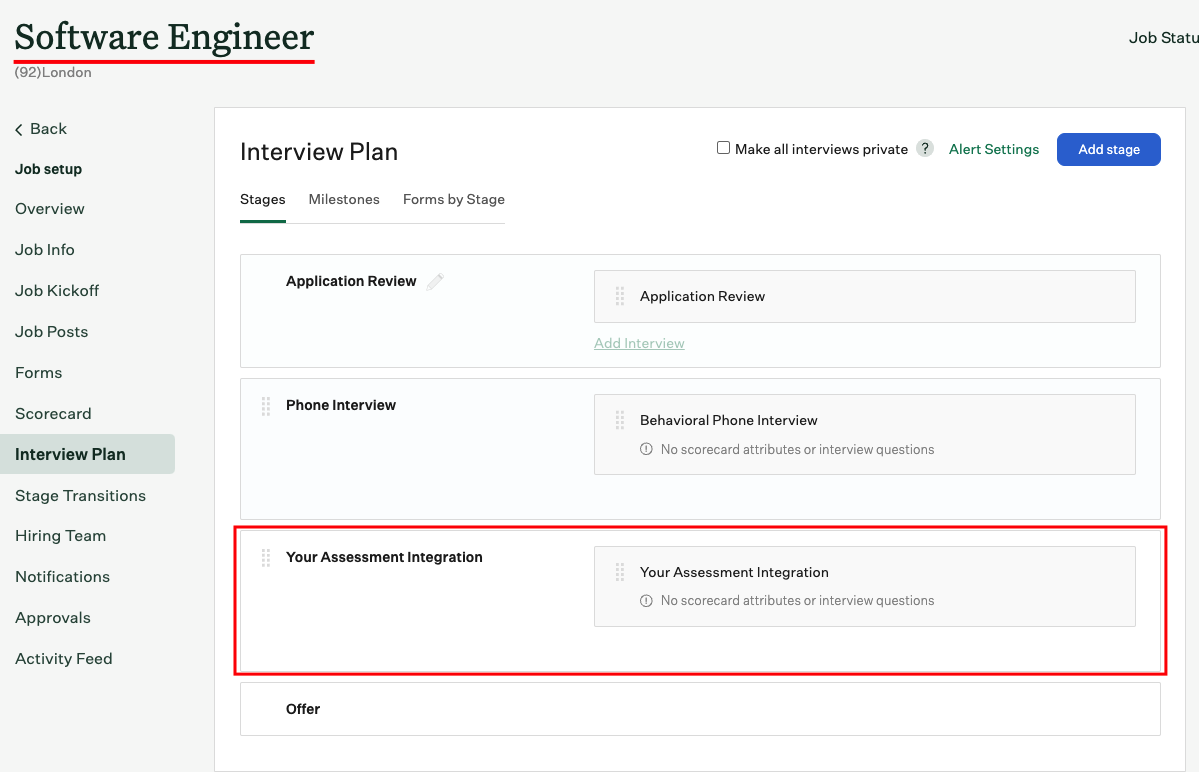 Software Engineer
(92)London
Job Statu
Back
Job setup
Overview
Job Info
Job Kickoff
Job Posts
Forms
Scorecard
Interview Plan
Stage Transitions
Hiring Team
Notifications
Approvals
Activity Feed
Interview Plan
Make all interviews private ? Alert Settings Add stage
Stages Milestones Forms by Stage
Application Review
Application Review
Add Interview
Phone Interview
Behavioral Phone Interview
No scorecard attributes or interview questions
Your Assessment Integration
Your Assessment Integration
No scorecard attributes or interview questions
Offer